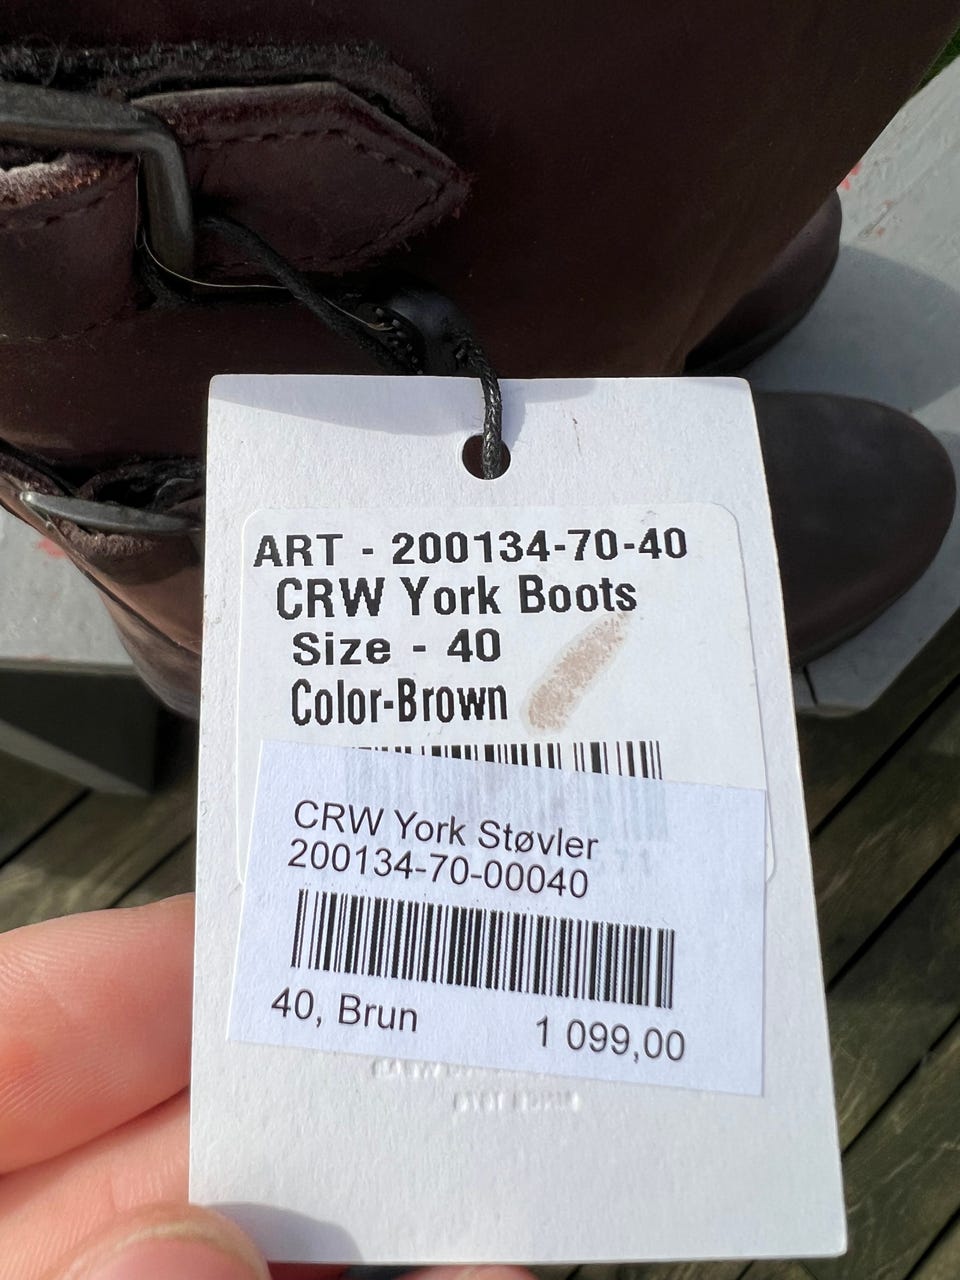 ART - 200134-70-40
CRW York Boots
Size - 40
Color-Brown
CRW York Støvler
200134-70-00040
40, Brun
1 099,00